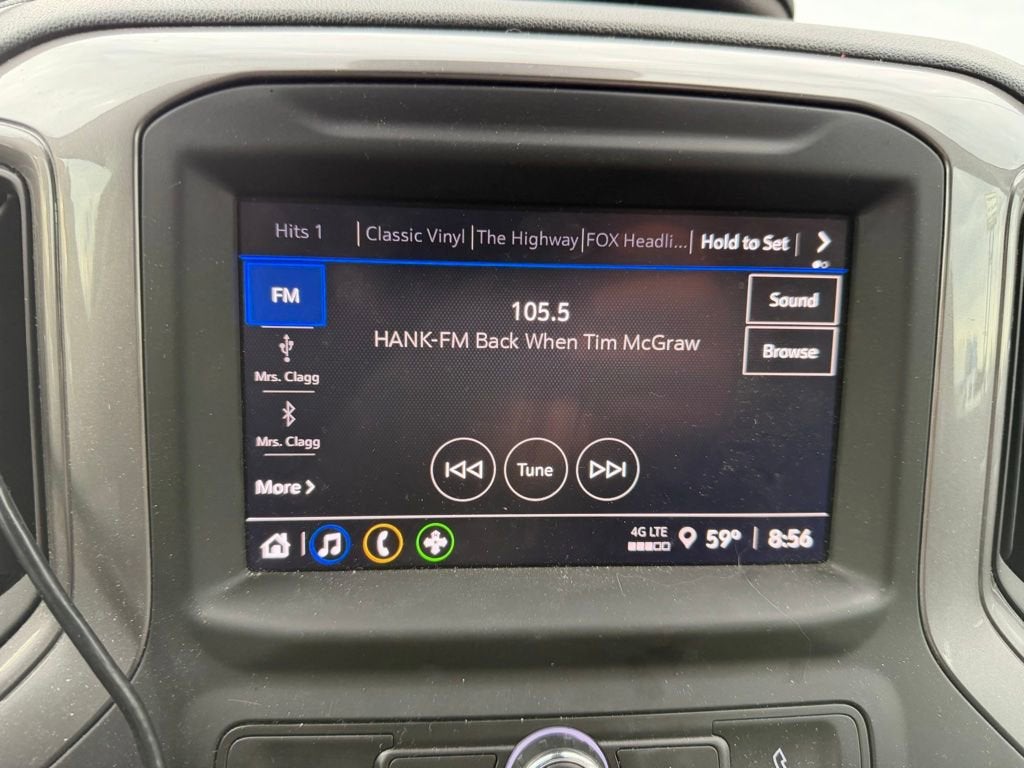 Hits 1 Classic Vinyl The Highway FOX Headli... Hold to Set
FM
105.5
Sound
HANK-FM Back When Tim McGraw
Browse
Mrs. Clagg
Mrs. Clagg
Tune
More
4G LTE
59° 8:56